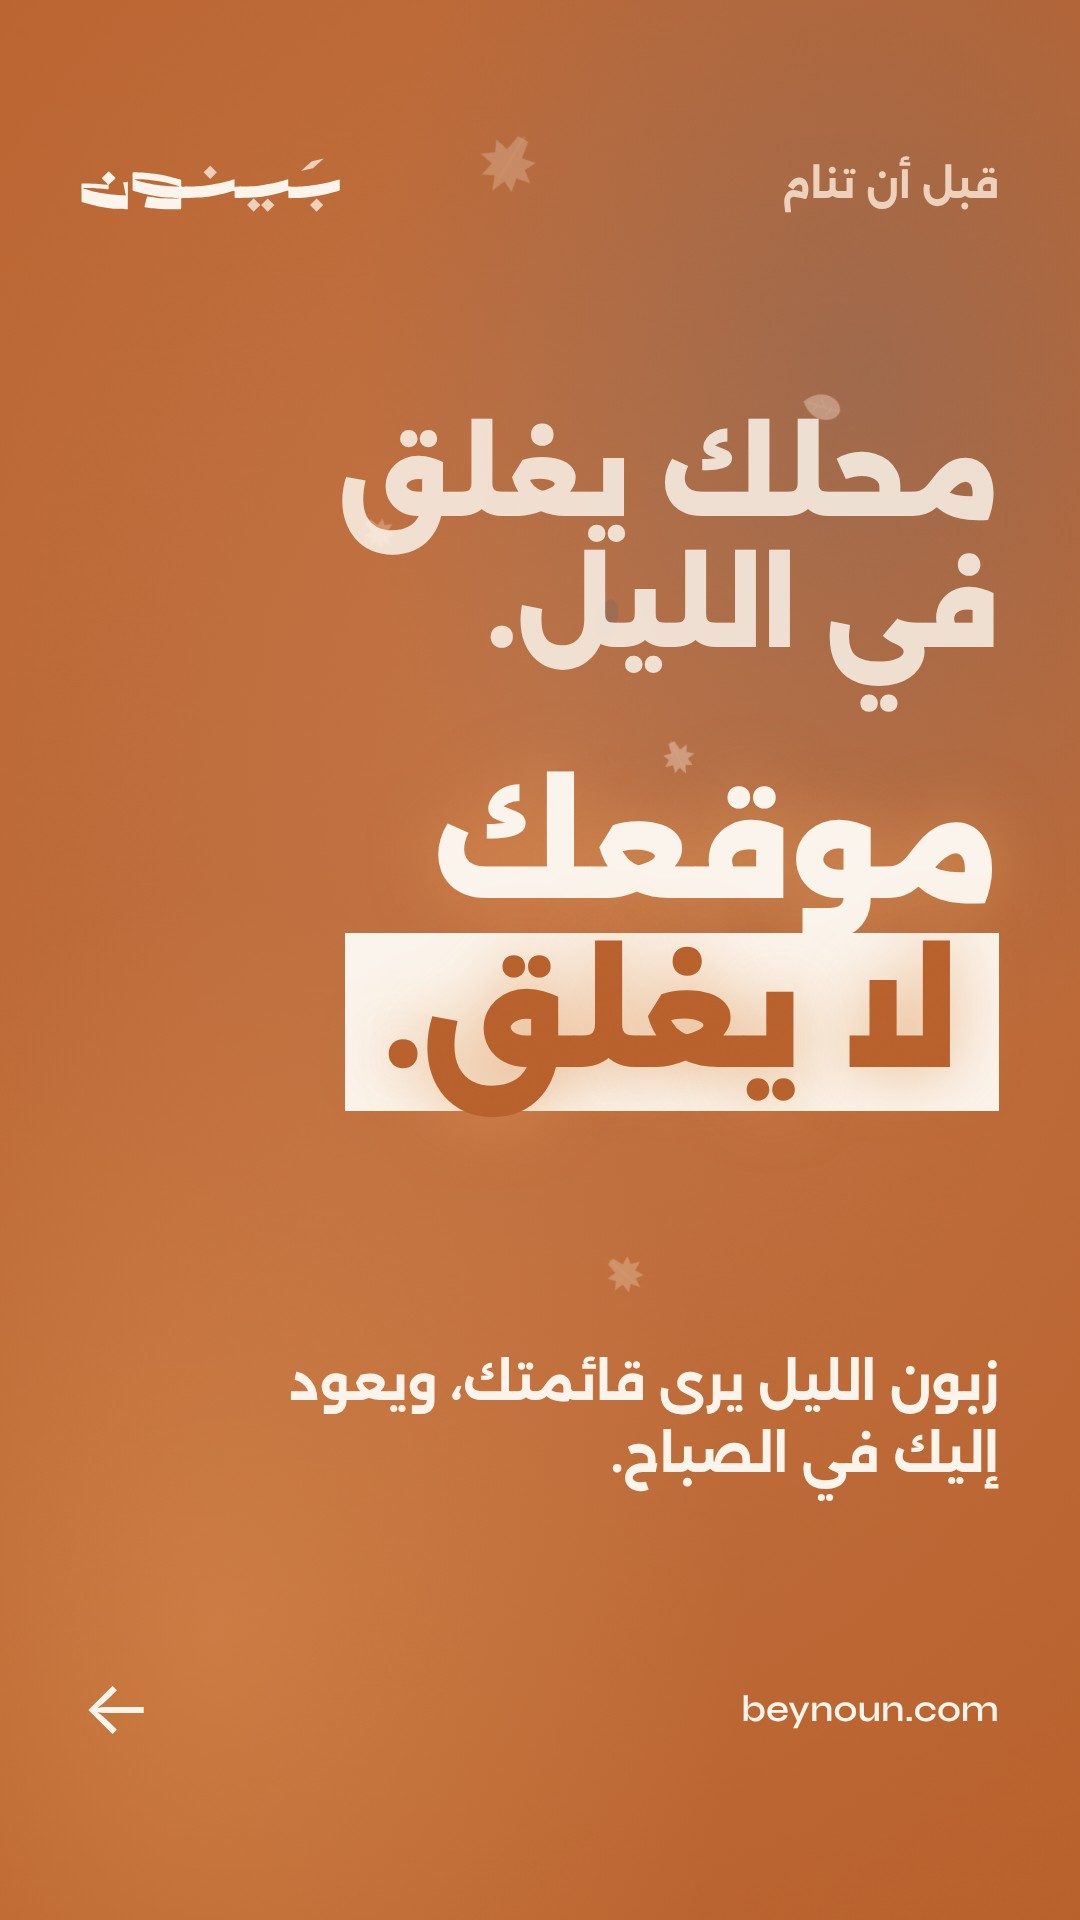 قبل أن تنام
بَينون
محلك يغلق
في الليل.
موقعك
لا يغلق.
زبون الليل يرى قائمتك، ويعود
إليك في الصباح.
beynoun.com